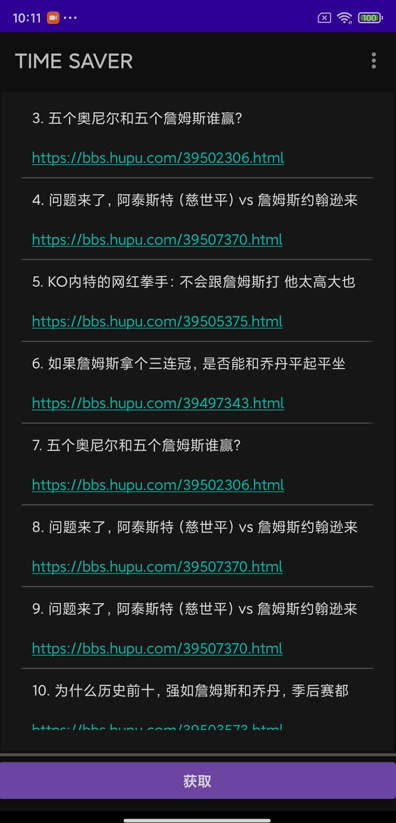 10:11
100
TIME SAVER
3. 五个奥尼尔和五个詹姆斯谁赢?
https://bbs.hupu.com/39502306.html
4. 问题来了, 阿泰斯特 (慈世平) vs 詹姆斯约翰逊来
https://bbs.hupu.com/39507370.html
5. KO内特的网红拳手: 不会跟詹姆斯打 他太高大也
https://bbs.hupu.com/39505375.html
6. 如果詹姆斯拿个三连冠, 是否能和乔丹平起平坐
https://bbs.hupu.com/39497343.html
7. 五个奥尼尔和五个詹姆斯谁赢?
https://bbs.hupu.com/39502306.html
8. 问题来了, 阿泰斯特 (慈世平) vs 詹姆斯约翰逊来
https://bbs.hupu.com/39507370.html
9. 问题来了, 阿泰斯特 (慈世平) vs 詹姆斯约翰逊来
https://bbs.hupu.com/39507370.html
10. 为什么历史前十, 强如詹姆斯和乔丹, 季后赛都
https://bbs.hupu.com/39503573.html
获取